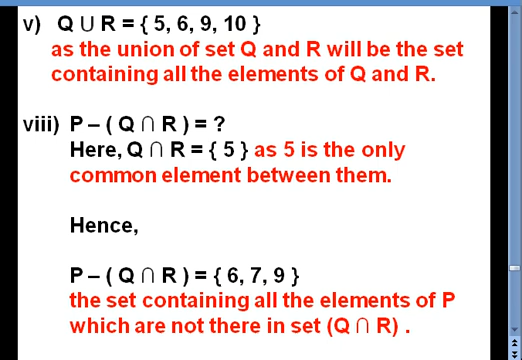 v) Q ∪ R = { 5, 6, 9, 10 }
as the union of set Q and R will be the set
containing all the elements of Q and R.
viii) P – ( Q ∩ R ) = ?
Here, Q ∩ R = { 5 } as 5 is the only
common element between them.
Hence,
P – ( Q ∩ R ) = { 6, 7, 9 }
the set containing all the elements of P
which are not there in set (Q ∩ R) .